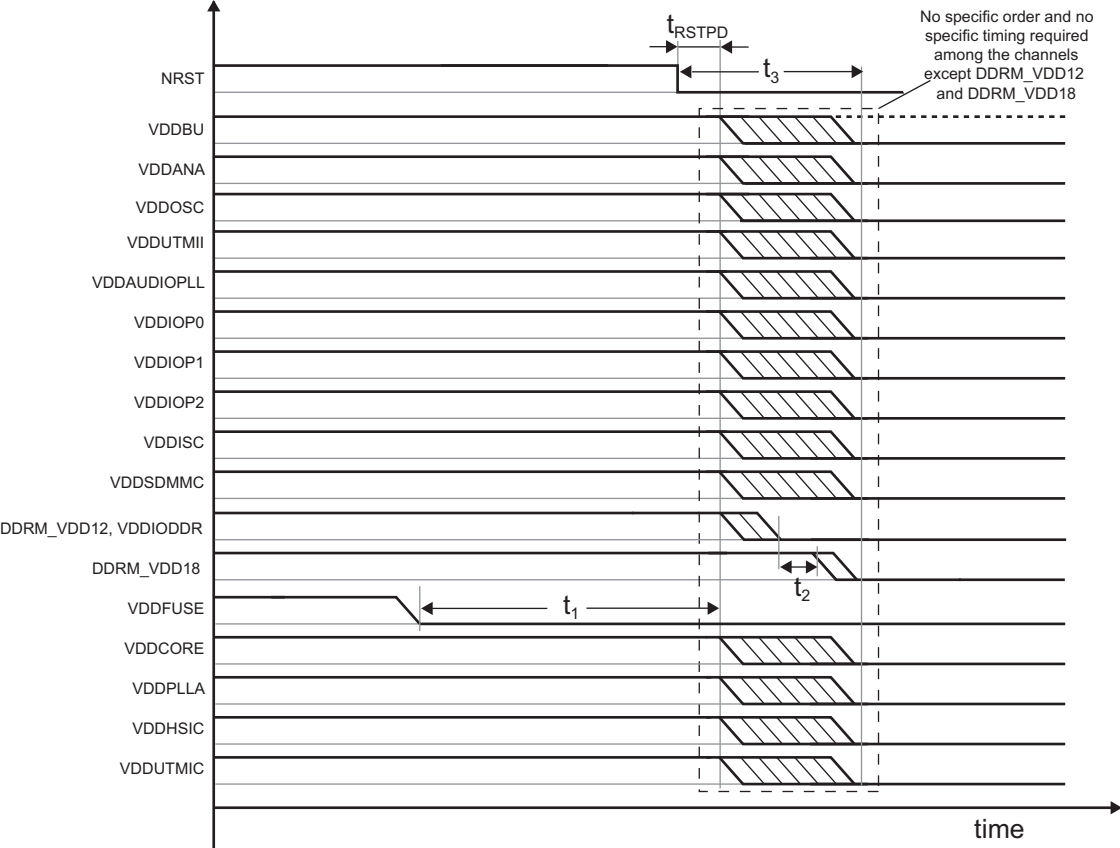 No specific order and no
specific timing required
among the channels
except DDRM_VDD12
and DDRM_VDD18
tRSTPD
NRST
t3
VDDBU
VDDANA
VDDOSC
VDDUTMII
VDDAUDIOPLL
VDDIOP0
VDDIOP1
VDDIOP2
VDDISC
VDDSDMMC
DDRM_VDD12, VDDIODDR
DDRM_VDD18
t2
VDDFUSE
t1
VDDCORE
VDDPLLA
VDDHSIC
VDDUTMIC
time